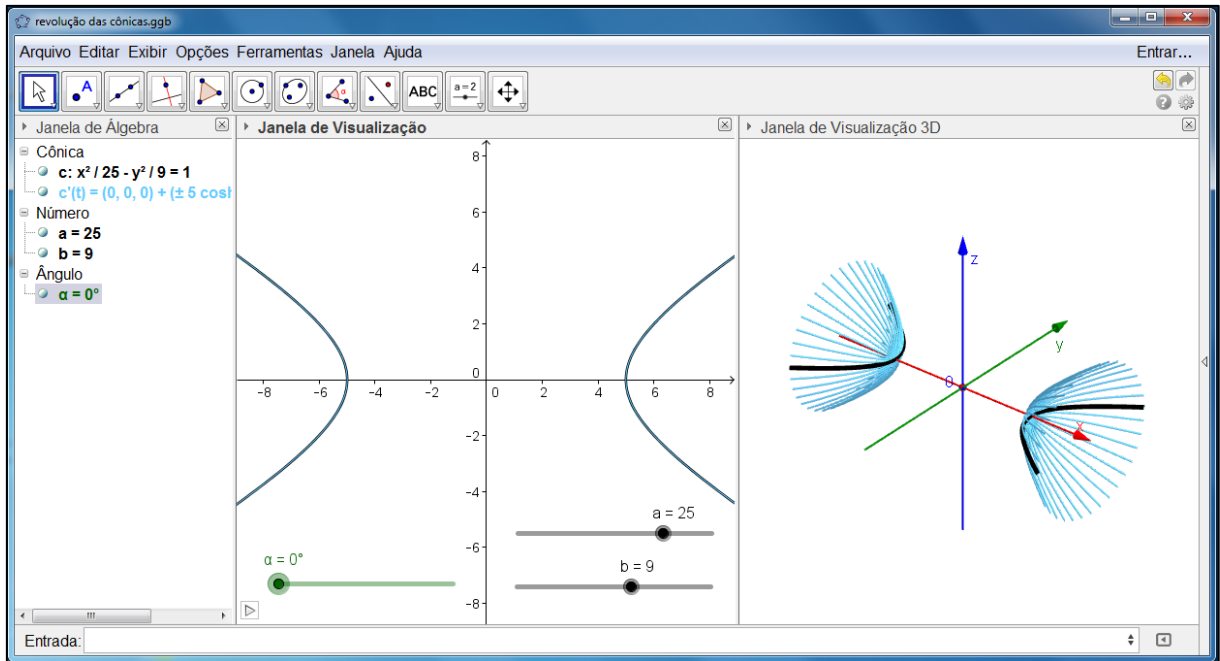 revolução das cônicas.ggb
Arquivo Editar Exibir Opções Ferramentas Janela Ajuda
Entrar...
A
α
ABC
a = 2
Janela de Álgebra
Cônica
c: x² / 25 - y² / 9 = 1
c'(t) = (0, 0, 0) + (± 5 cosh
Número
a = 25
b = 9
Ângulo
α = 0°
Janela de Visualização
8
6
4
2
0
-2
-4
-6
-8
-8 -6 -4 -2 0 2 4 6 8
a = 25
b = 9
α = 0°
Janela de Visualização 3D
z
y
0
x
Entrada: